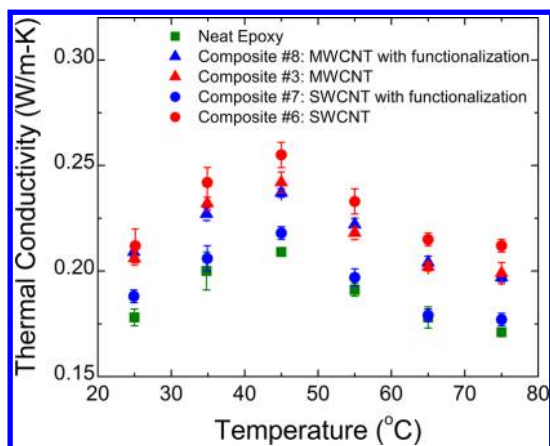 Neat Epoxy
Composite #8: MWCNT with functionalization
Composite #3: MWCNT
Composite #7: SWCNT with functionalization
Composite #6: SWCNT
Thermal Conductivity (W/m-K)
0.30
0.25
0.20
0.15
20 30 40 50 60 70 80
Temperature (°C)